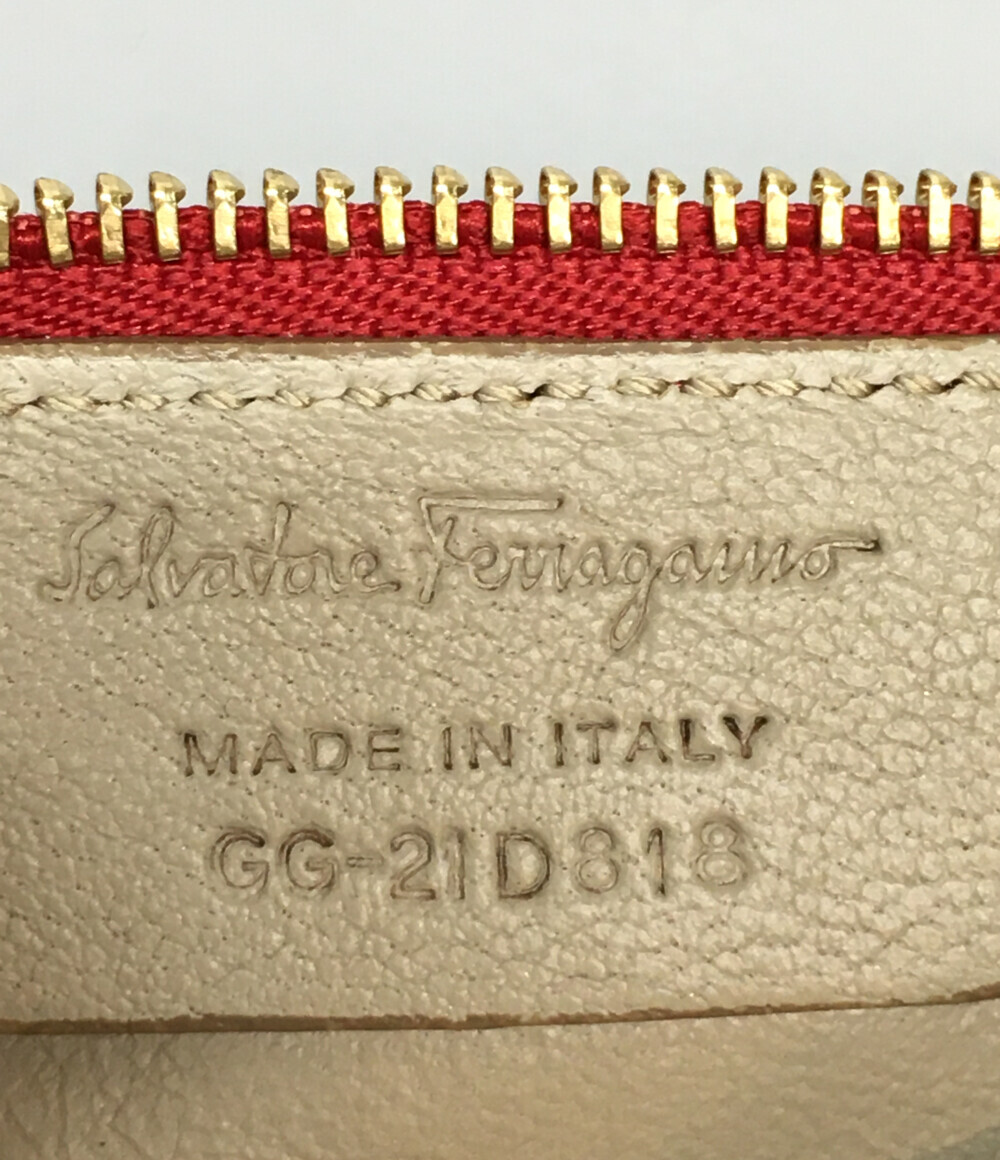 Salvatore Ferragamo
MADE IN ITALY
GG-21D818